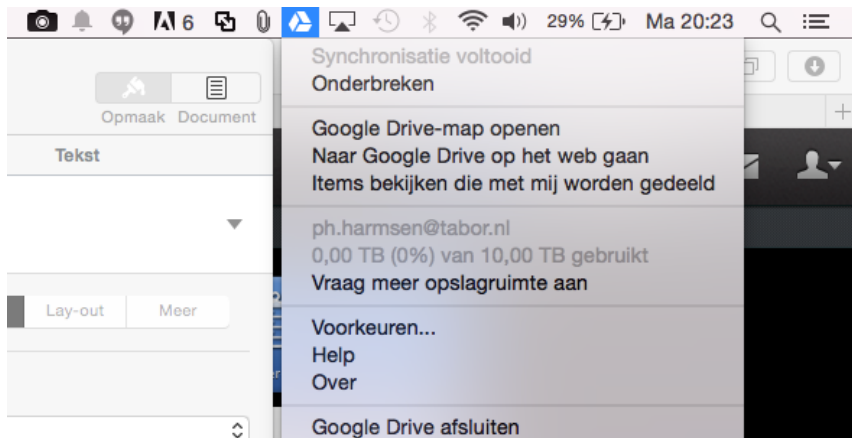 6 29% Ma 20:23
Synchronisatie voltooid
Onderbreken
Opmaak Document
Google Drive-map openen
Tekst
Naar Google Drive op het web gaan
Items bekijken die met mij worden gedeeld
ph.harmsen@tabor.nl
0,00 TB (0%) van 10,00 TB gebruikt
Vraag meer opslagruimte aan
Lay-out Meer
Voorkeuren...
Help
Over
Google Drive afsluiten